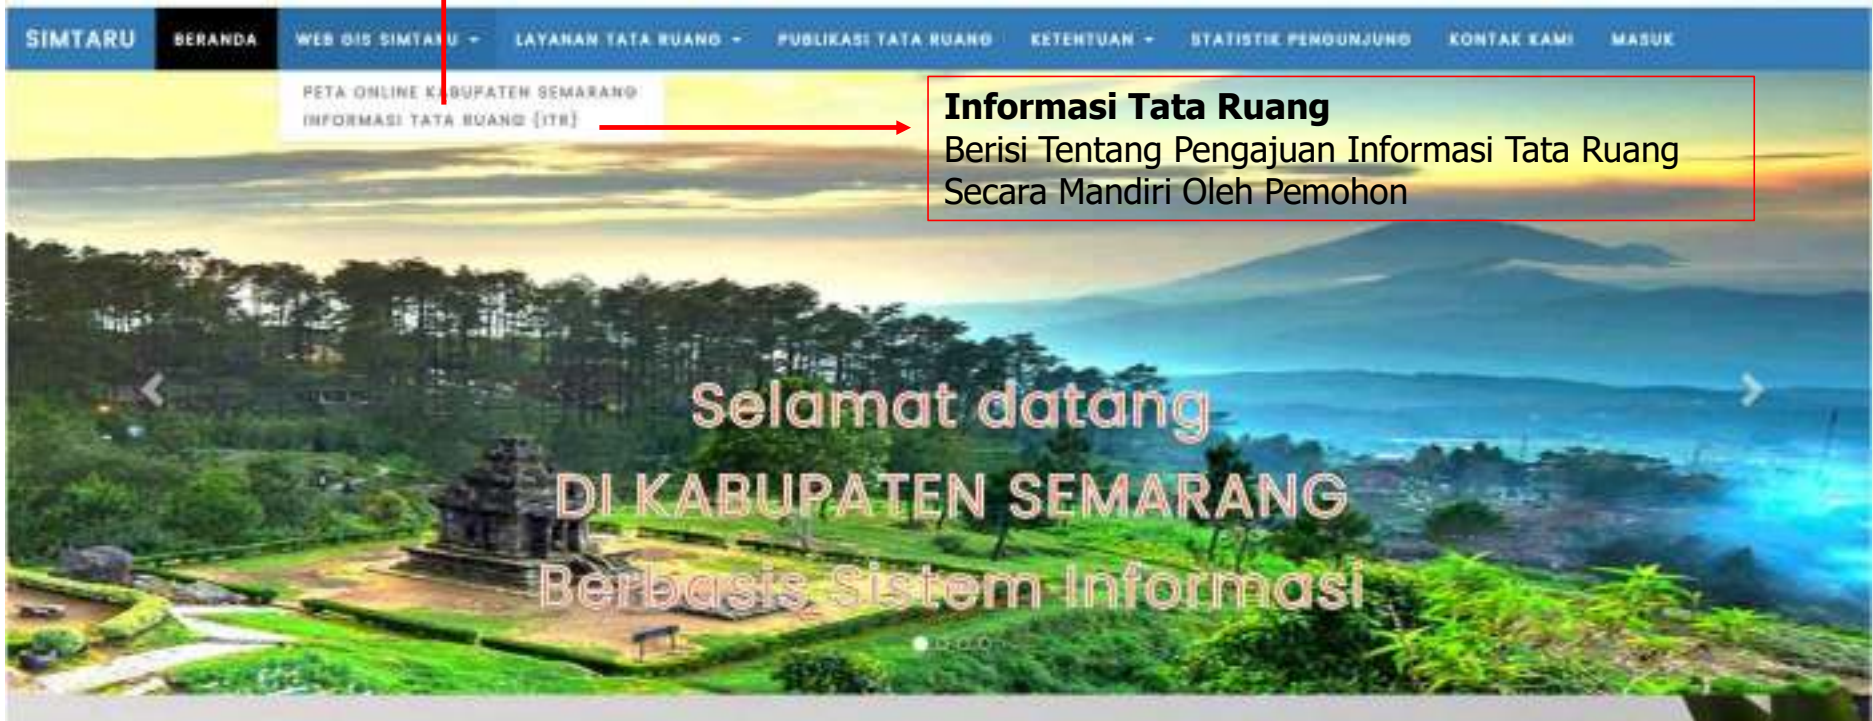 SIMTARU BERANDA WEB GIS SIMTARU LAYANAN TATA RUANG PUBLIKASI TATA RUANG KETENTUAN STATISTIK PENGUNJUNG KONTAK KAMI MASUK
PETA ONLINE KABUPATEN SEMARANG
INFORMASI TATA RUANG (ITR)
Informasi Tata Ruang
Berisi Tentang Pengajuan Informasi Tata Ruang
Secara Mandiri Oleh Pemohon
Selamat datang
DI KABUPATEN SEMARANG
Berbasis Sistem Informasi